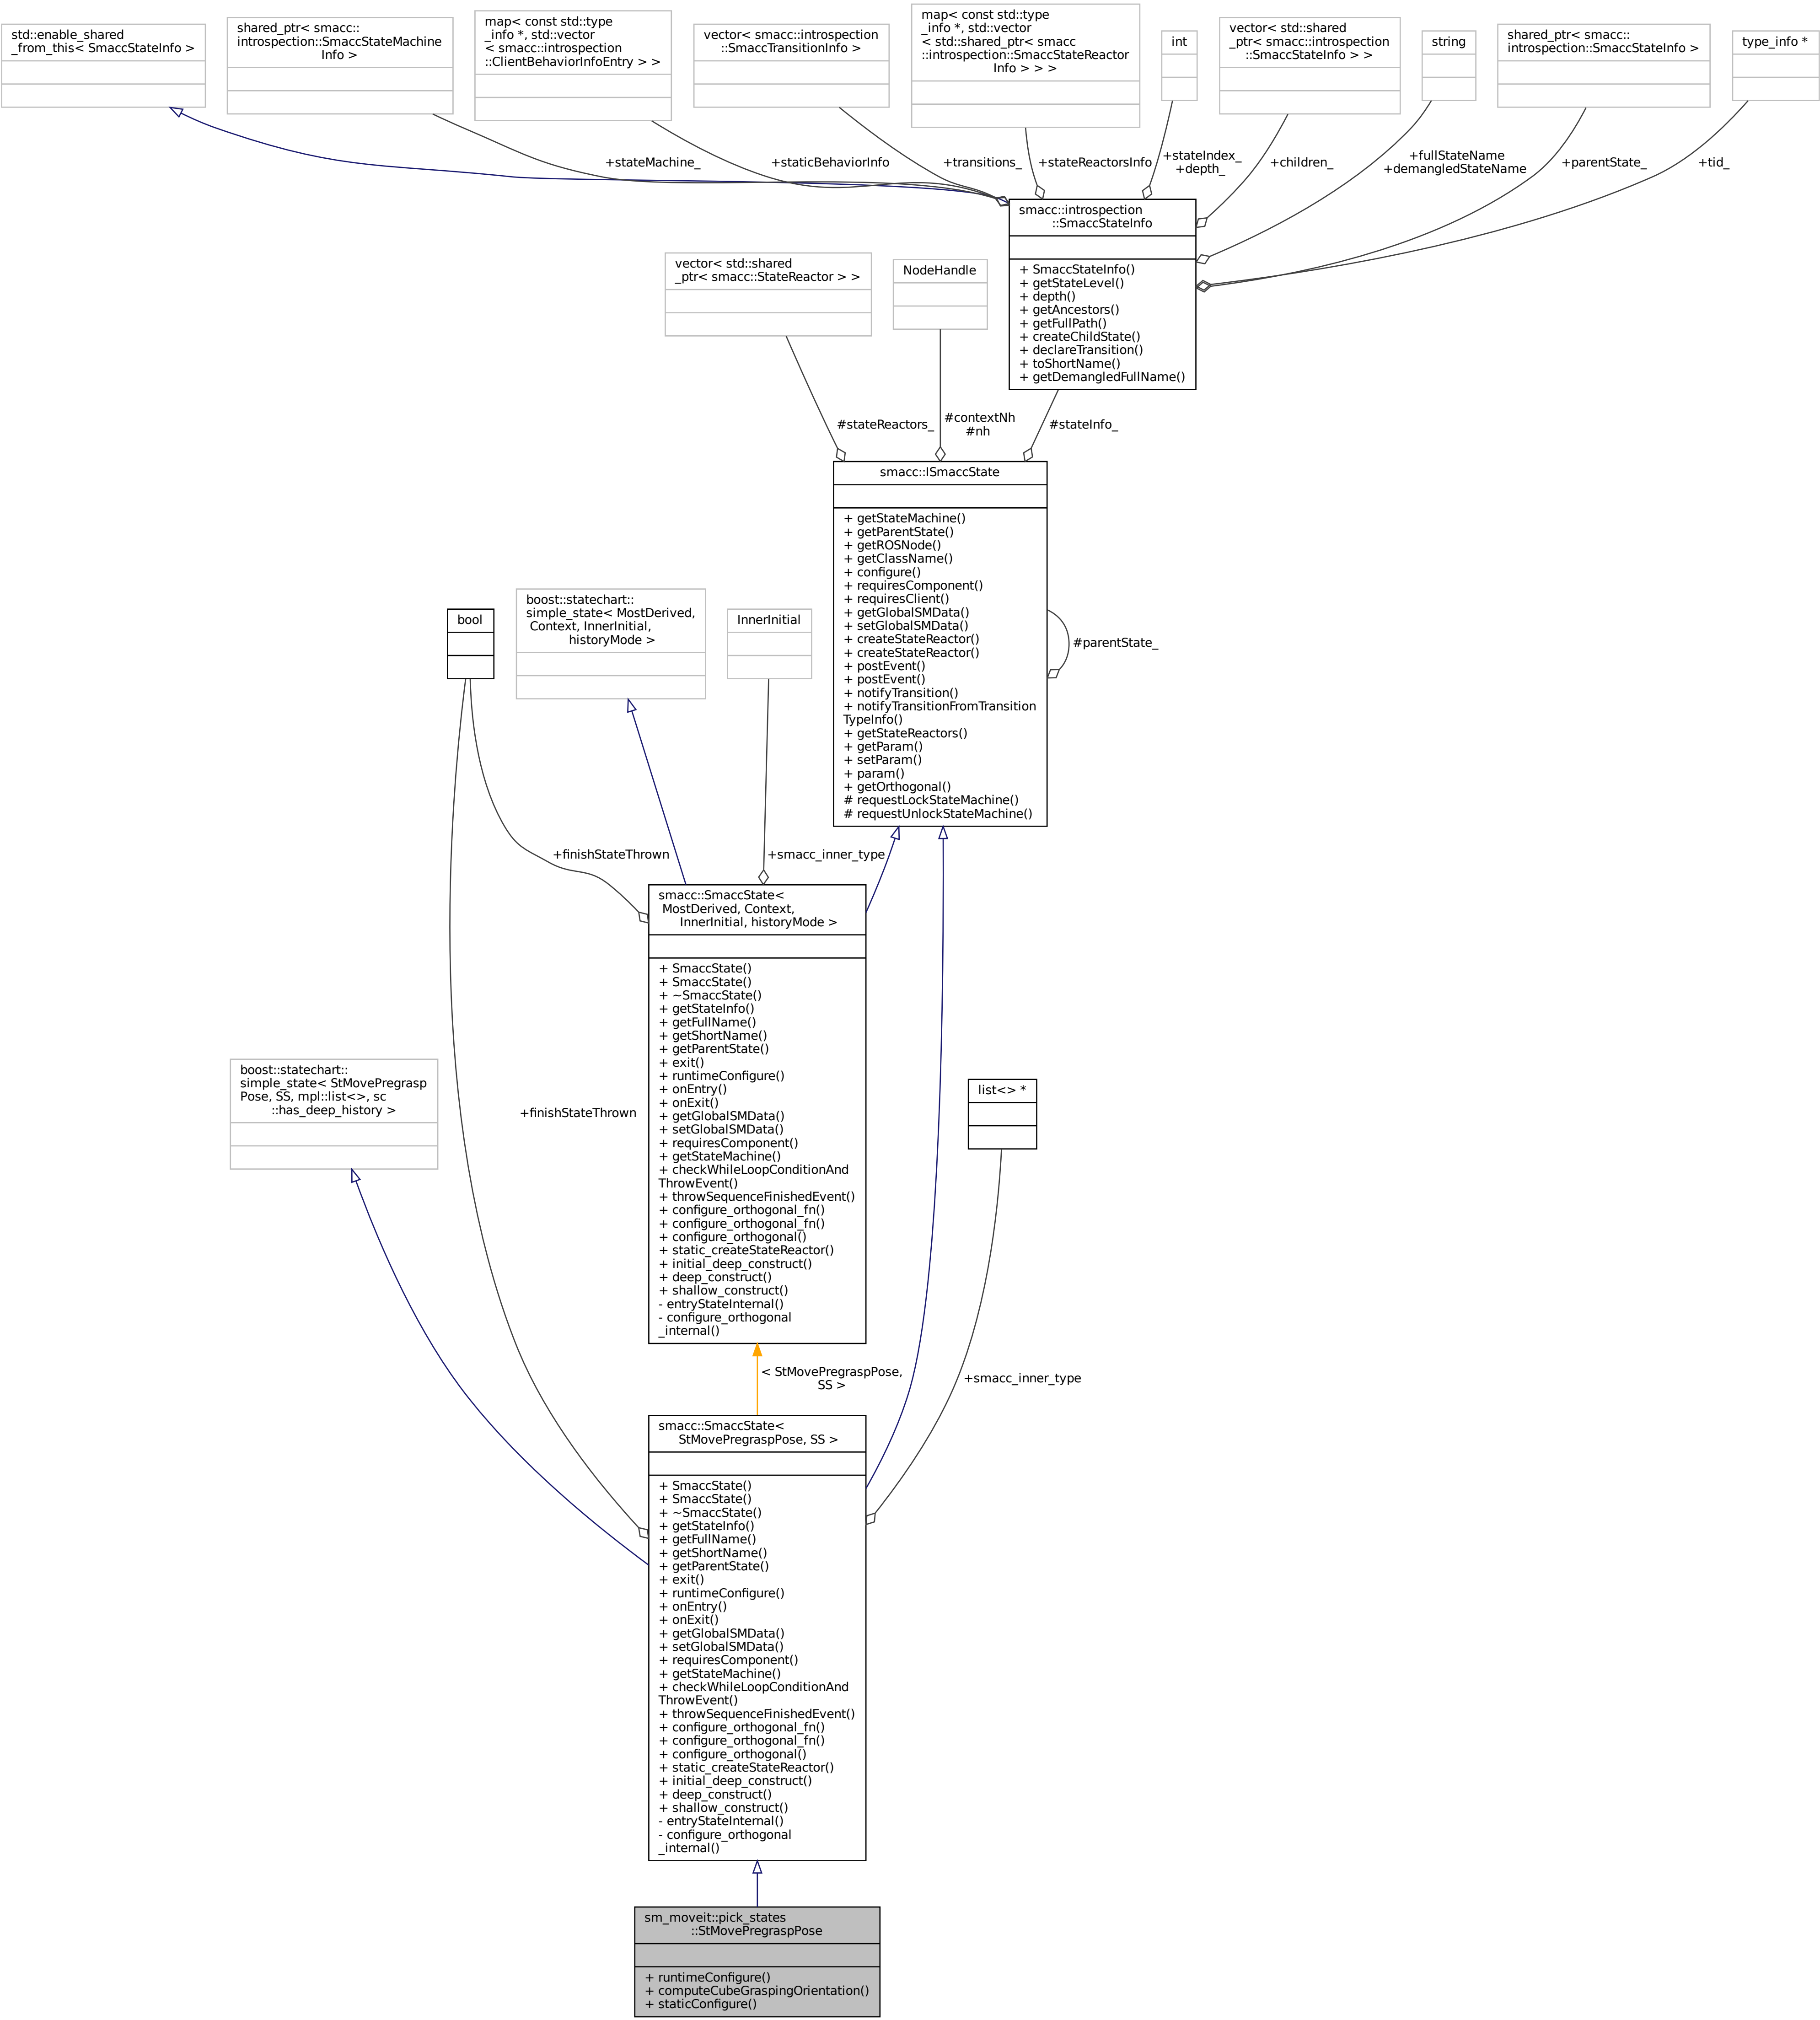 std::enable_shared
_from_this< SmaccStateInfo >
shared_ptr< smacc::
introspection::SmaccStateMachine
Info >
map< const std::type
_info *, std::vector
< smacc::introspection
::ClientBehaviorInfoEntry > >
vector< smacc::introspection
::SmaccTransitionInfo >
map< const std::type
_info *, std::vector
< std::shared_ptr< smacc
::introspection::SmaccStateReactor
Info > > >
int
vector< std::shared
_ptr< smacc::introspection
::SmaccStateInfo > >
string
shared_ptr< smacc::
introspection::SmaccStateInfo >
type_info *
+stateMachine_
+staticBehaviorInfo
+transitions_
+stateReactorsInfo
+stateIndex_
+depth_
+children_
+fullStateName
+demangledStateName
+parentState_
+tid_
smacc::introspection
::SmaccStateInfo
+ SmaccStateInfo()
+ getStateLevel()
+ depth()
+ getAncestors()
+ getFullPath()
+ createChildState()
+ declareTransition()
+ toShortName()
+ getDemangledFullName()
vector< std::shared
_ptr< smacc::StateReactor > >
NodeHandle
#stateReactors_
#contextNh
#nh
#stateInfo_
smacc::ISmaccState
+ getStateMachine()
+ getParentState()
+ getROSNode()
+ getClassName()
+ configure()
+ requiresComponent()
+ requiresClient()
+ getGlobalSMData()
+ setGlobalSMData()
+ createStateReactor()
+ createStateReactor()
+ postEvent()
+ postEvent()
+ notifyTransition()
+ notifyTransitionFromTransition
TypeInfo()
+ getStateReactors()
+ getParam()
+ setParam()
+ param()
+ getOrthogonal()
# requestLockStateMachine()
# requestUnlockStateMachine()
#parentState_
bool
boost::statechart::
simple_state< MostDerived,
Context, InnerInitial,
historyMode >
InnerInitial
+finishStateThrown
+smacc_inner_type
smacc::SmaccState<
MostDerived, Context,
InnerInitial, historyMode >
+ SmaccState()
+ SmaccState()
+ ~SmaccState()
+ getStateInfo()
+ getFullName()
+ getShortName()
+ getParentState()
+ exit()
+ runtimeConfigure()
+ onEntry()
+ onExit()
+ getGlobalSMData()
+ setGlobalSMData()
+ requiresComponent()
+ getStateMachine()
+ checkWhileLoopConditionAnd
ThrowEvent()
+ throwSequenceFinishedEvent()
+ configure_orthogonal_fn()
+ configure_orthogonal_fn()
+ configure_orthogonal()
+ static_createStateReactor()
+ initial_deep_construct()
+ deep_construct()
+ shallow_construct()
- entryStateInternal()
- configure_orthogonal
_internal()
boost::statechart::
simple_state< StMovePregrasp
Pose, SS, mpl::list<>, sc
::has_deep_history >
+finishStateThrown
list<> *
< StMovePregraspPose,
SS >
+smacc_inner_type
smacc::SmaccState<
StMovePregraspPose, SS >
+ SmaccState()
+ SmaccState()
+ ~SmaccState()
+ getStateInfo()
+ getFullName()
+ getShortName()
+ getParentState()
+ exit()
+ runtimeConfigure()
+ onEntry()
+ onExit()
+ getGlobalSMData()
+ setGlobalSMData()
+ requiresComponent()
+ getStateMachine()
+ checkWhileLoopConditionAnd
ThrowEvent()
+ throwSequenceFinishedEvent()
+ configure_orthogonal_fn()
+ configure_orthogonal_fn()
+ configure_orthogonal()
+ static_createStateReactor()
+ initial_deep_construct()
+ deep_construct()
+ shallow_construct()
- entryStateInternal()
- configure_orthogonal
_internal()
sm_moveit::pick_states
::StMovePregraspPose
+ runtimeConfigure()
+ computeCubeGraspingOrientation()
+ staticConfigure()